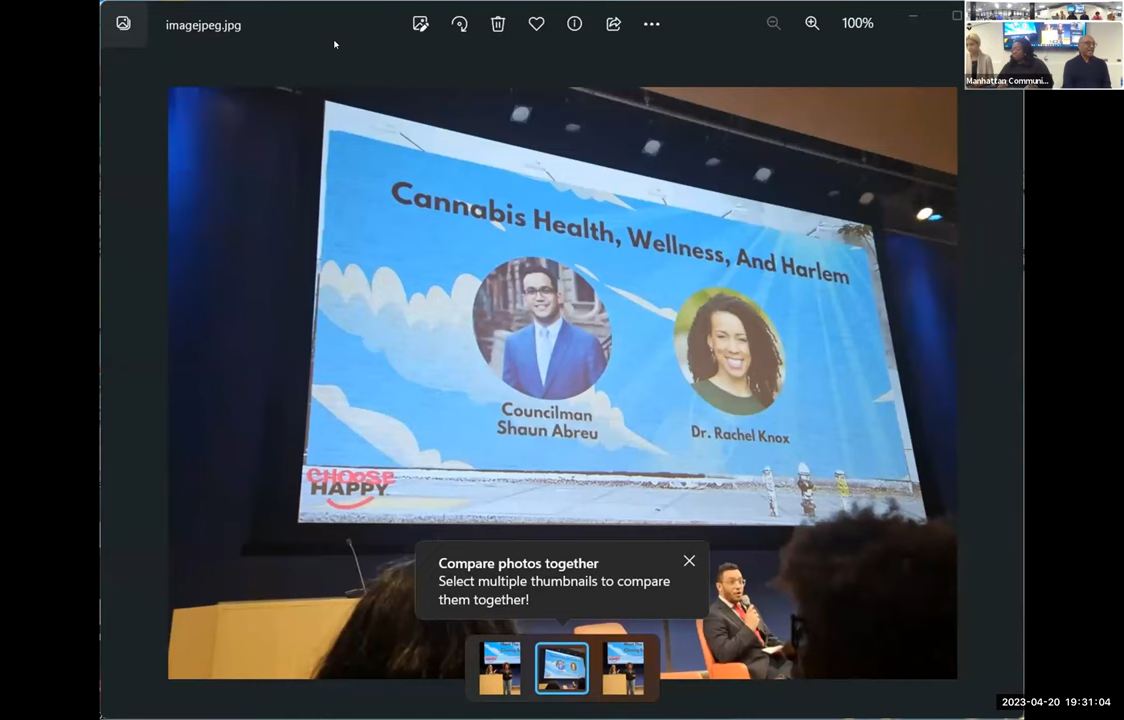 imagejpeg.jpg
100%
Manhattan Communi...
Cannabis Health, Wellness, And Harlem
Councilman
Shaun Abreu
Dr. Rachel Knox
CHOOSE
HAPPY
Compare photos together
Select multiple thumbnails to compare
them together!
2023-04-20 19:31:04